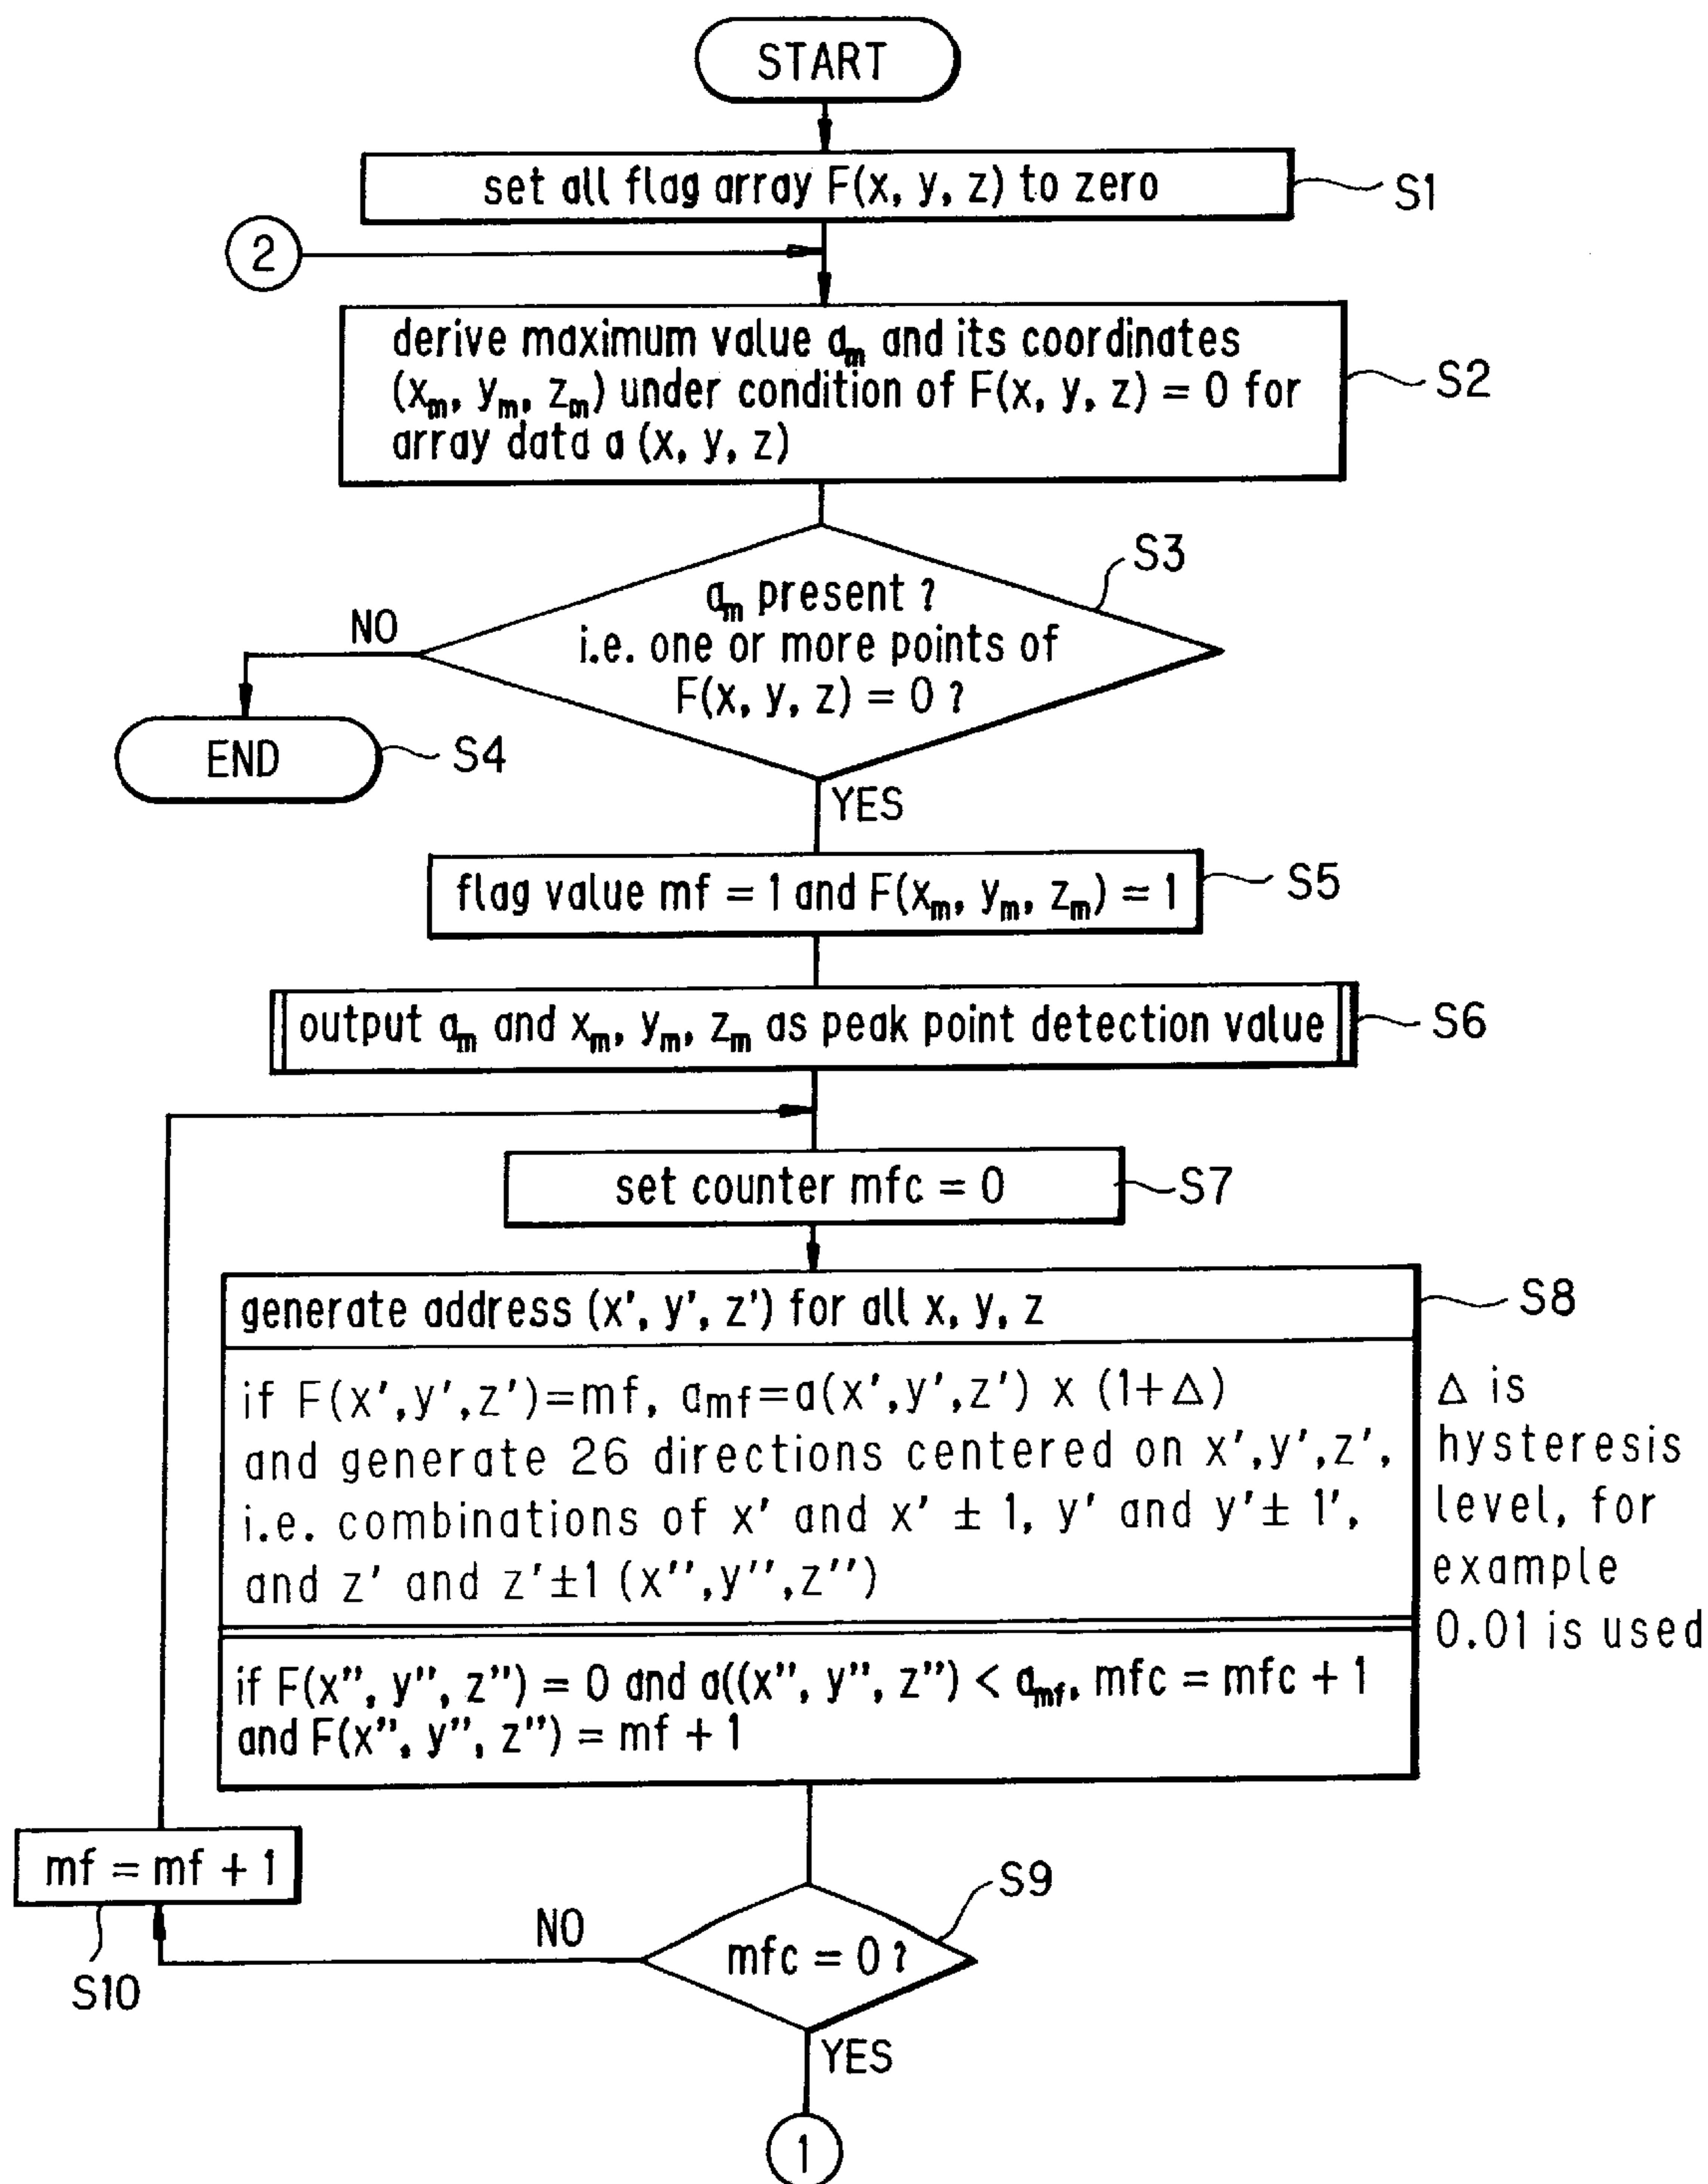 START
set all flag array F(x, y, z) to zero
S1
2
derive maximum value aₘ and its coordinates
(xₘ, yₘ, zₘ) under condition of F(x, y, z) = 0 for
array data a (x, y, z)
S2
S3
aₘ present ?
i.e. one or more points of
F(x, y, z) = 0 ?
NO
END
S4
YES
flag value mf = 1 and F(xₘ, yₘ, zₘ) = 1
S5
output aₘ and xₘ, yₘ, zₘ as peak point detection value
S6
set counter mfc = 0
S7
generate address (x', y', z') for all x, y, z
S8
if F(x',y',z')=mf, a_mf=a(x',y',z') x (1+Δ)
and generate 26 directions centered on x',y',z',
i.e. combinations of x' and x' ± 1, y' and y'± 1',
and z' and z'±1 (x'',y'',z'')
Δ is
hysteresis
level, for
example
0.01 is used
if F(x”, y”, z”) = 0 and a((x”, y”, z”) < a_mf, mfc = mfc + 1
and F(x”, y”, z”) = mf + 1
mf = mf + 1
S10
S9
NO
mfc = 0 ?
YES
1